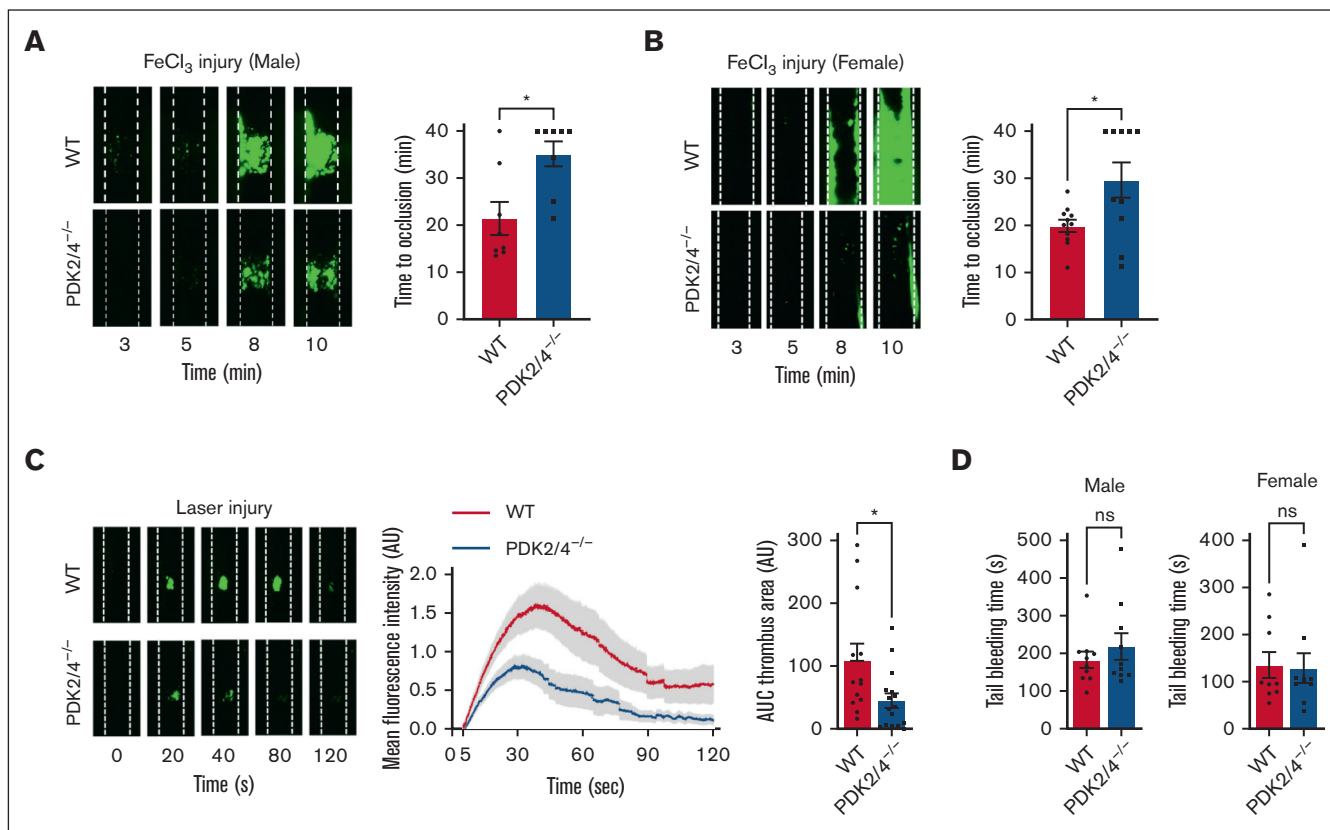 A
FeCl₃ injury (Male)
WT
PDK2/4⁻/⁻
3 5 8 10
Time (min)
*
Time to occlusion (min)
40
30
20
10
0
WT
PDK2/4⁻/⁻
B
FeCl₃ injury (Female)
WT
PDK2/4⁻/⁻
3 5 8 10
Time (min)
*
Time to occlusion (min)
40
30
20
10
0
WT
PDK2/4⁻/⁻
C
Laser injury
WT
PDK2/4⁻/⁻
0 20 40 80 120
Time (s)
WT
PDK2/4⁻/⁻
Mean fluorescence intensity (AU)
2.0
1.5
1.0
0.5
0.0
0 5 30 60 90 120
Time (sec)
*
AUC thrombus area (AU)
300
200
100
0
WT
PDK2/4⁻/⁻
D
Male
ns
Tail bleeding time (s)
600
500
400
300
200
100
0
WT
PDK2/4⁻/⁻
Female
ns
Tail bleeding time (s)
400
300
200
100
0
WT
PDK2/4⁻/⁻